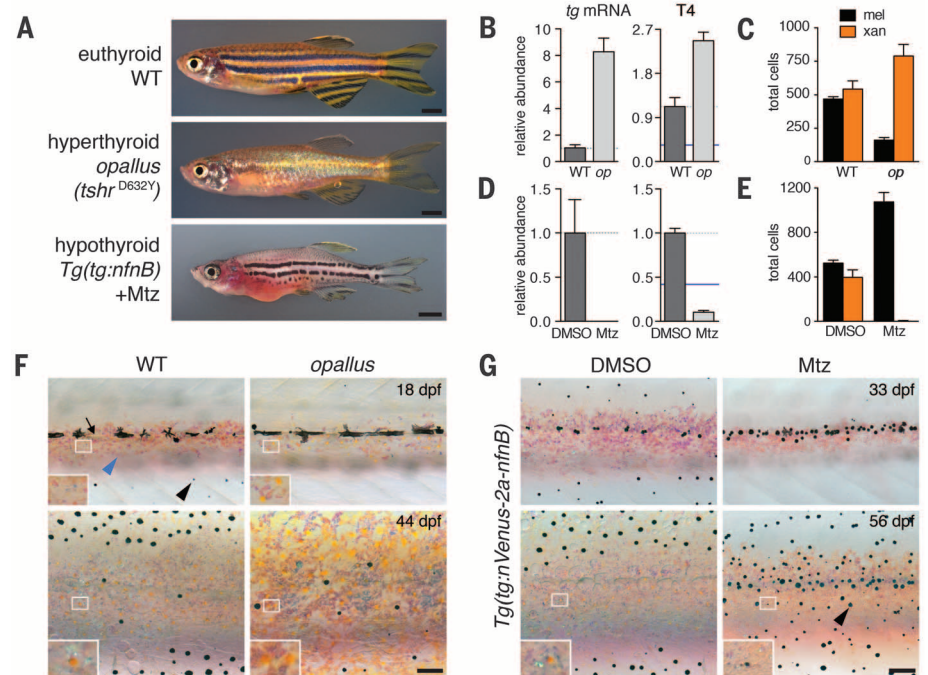 A
euthyroid
WT
hyperthyroid
opallus
(tshr D632Y)
hypothyroid
Tg(tg:nfnB)
+Mtz
B
tg mRNA
T4
relative abundance
10
8
6
4
2
0
WT op
2.7
1.8
0.9
0.0
WT op
C
mel
xan
total cells
1000
750
500
250
0
WT
op
D
relative abundance
1.5
1.0
0.5
0.0
DMSO Mtz
1.5
1.0
0.5
0.0
DMSO Mtz
E
total cells
1200
800
400
0
DMSO
Mtz
F
WT
opallus
18 dpf
44 dpf
G
DMSO
Mtz
Tg(tg:nVenus-2a-nfnB)
33 dpf
56 dpf